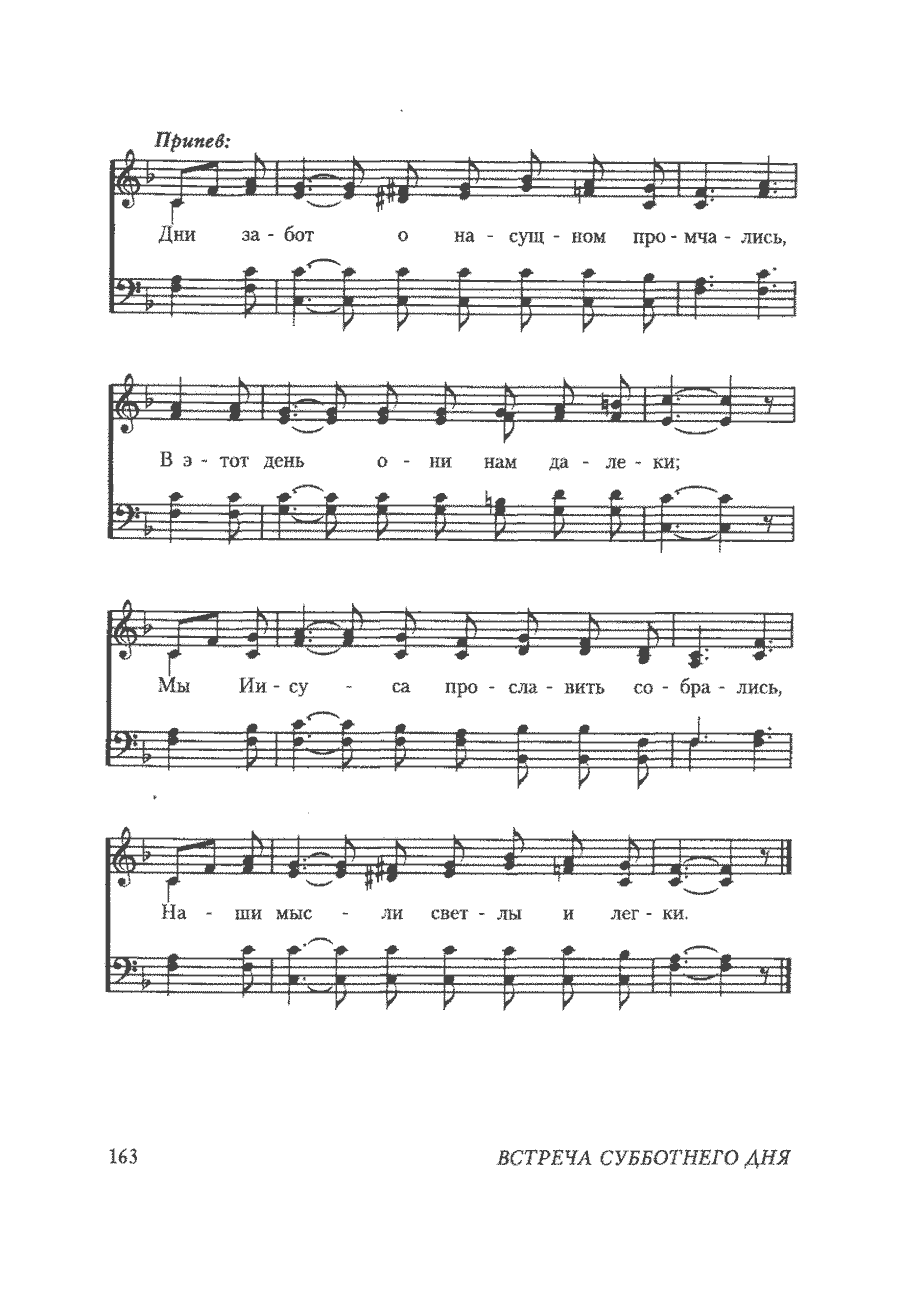 Припев:
Дни за - бот о на - сущ - ном про - мча - лись,
В э - тот день о - ни нам да - ле - ки;
Мы Ии - су - са про - сла - вить со - бра - лись,
На - ши мыс - ли свет - лы и лег - ки.
163 ВСТРЕЧА СУББОТНЕГО ДНЯ